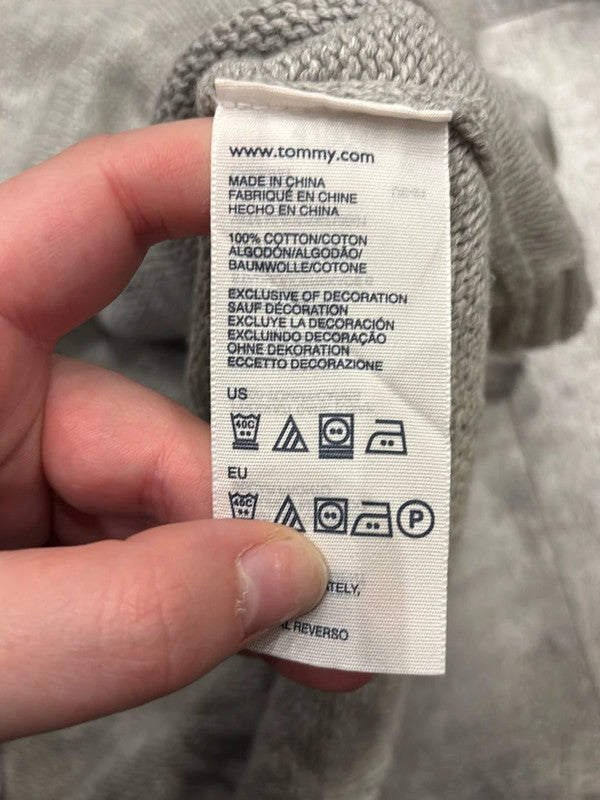 www.tommy.com
MADE IN CHINA
FABRIQUÉ EN CHINE
HECHO EN CHINA
100% COTTON/COTON
ALGODÓN/ALGODÃO/
BAUMWOLLE/COTONE
EXCLUSIVE OF DECORATION
SAUF DÉCORATION
EXCLUYE LA DECORACIÓN
EXCLUINDO DECORAÇÃO
OHNE DEKORATION
ECCETTO DECORAZIONE
US
40C
EU
40C P
REVERSO